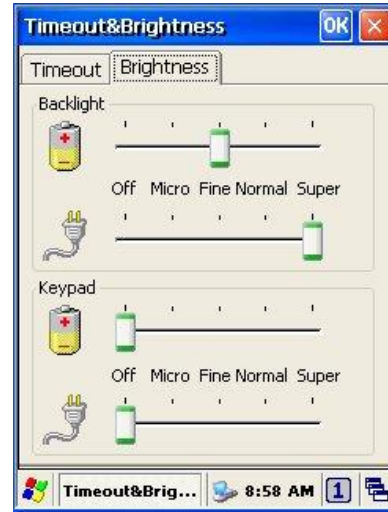 Timeout&Brightness OK
Timeout Brightness
Backlight
Off Micro Fine Normal Super
Keypad
Off Micro Fine Normal Super
Timeout&Brig... 8:58 AM 1